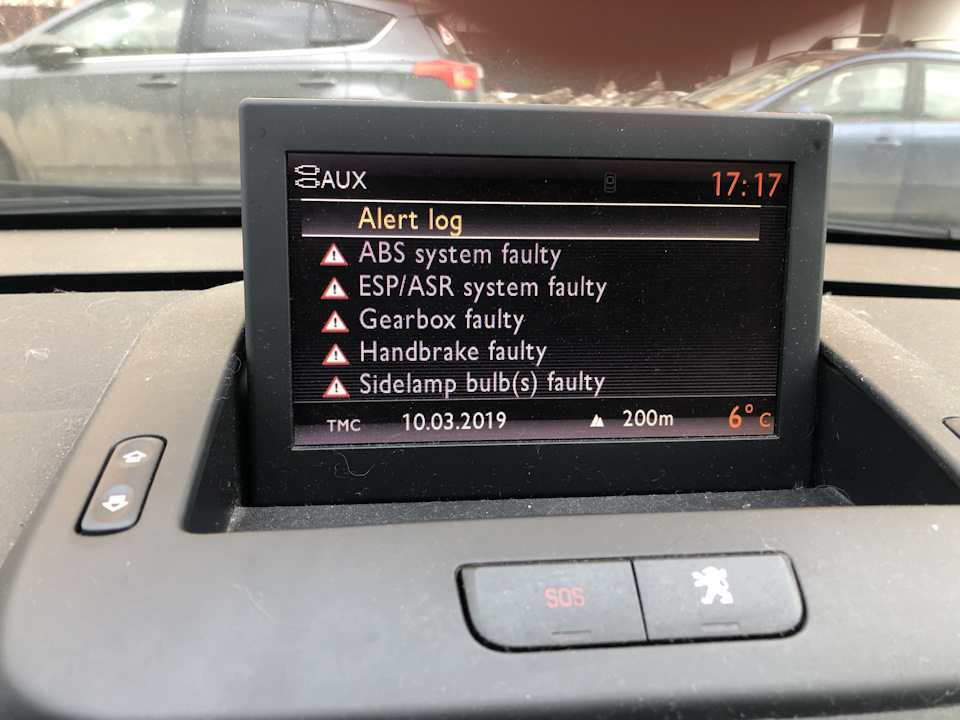 AUX 17:17
Alert log
ABS system faulty
ESP/ASR system faulty
Gearbox faulty
Handbrake faulty
Sidelamp bulb(s) faulty
TMC 10.03.2019 200m 6°C
SOS